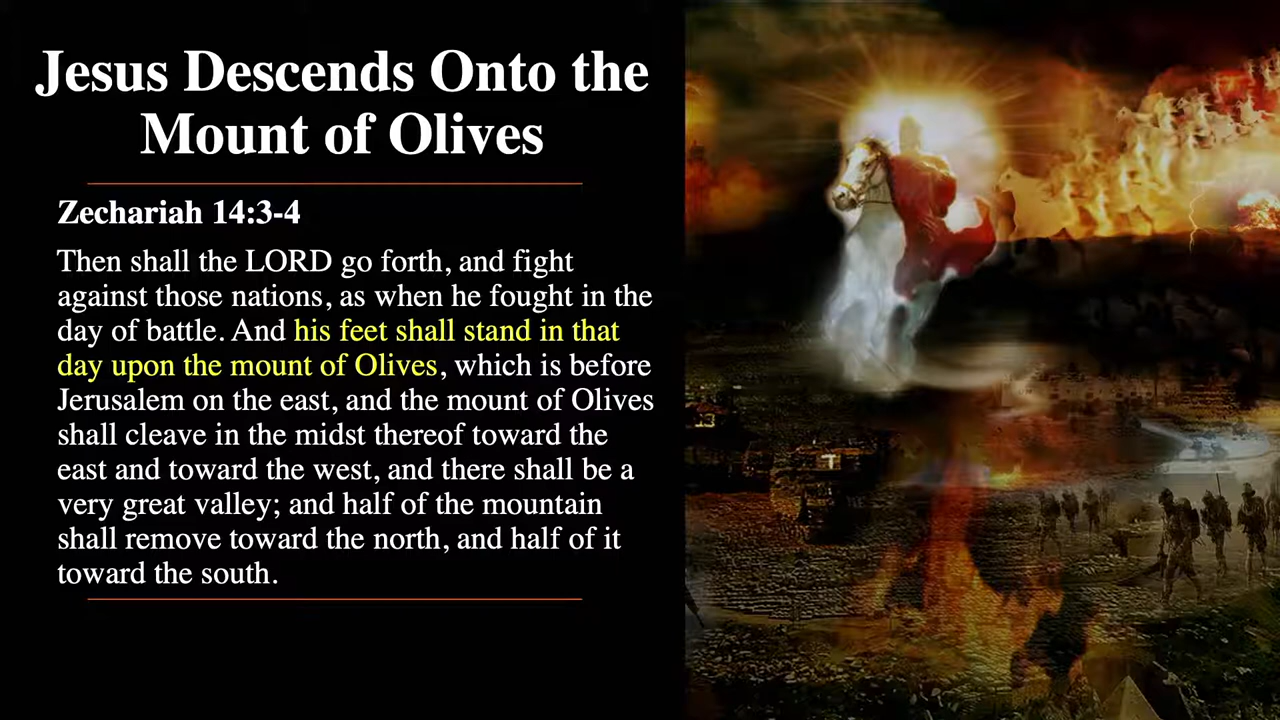 Jesus Descends Onto the
Mount of Olives
Zechariah 14:3-4
Then shall the LORD go forth, and fight
against those nations, as when he fought in the
day of battle. And his feet shall stand in that
day upon the mount of Olives, which is before
Jerusalem on the east, and the mount of Olives
shall cleave in the midst thereof toward the
east and toward the west, and there shall be a
very great valley; and half of the mountain
shall remove toward the north, and half of it
toward the south.